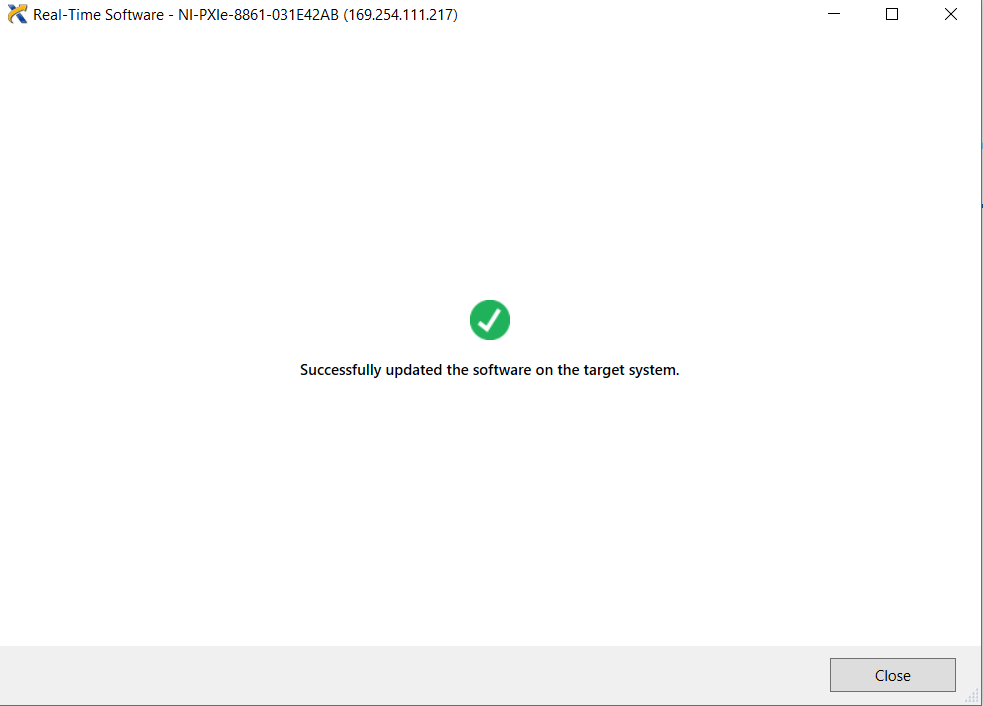 Real-Time Software - NI-PXIe-8861-031E42AB (169.254.111.217)
Successfully updated the software on the target system.
Close